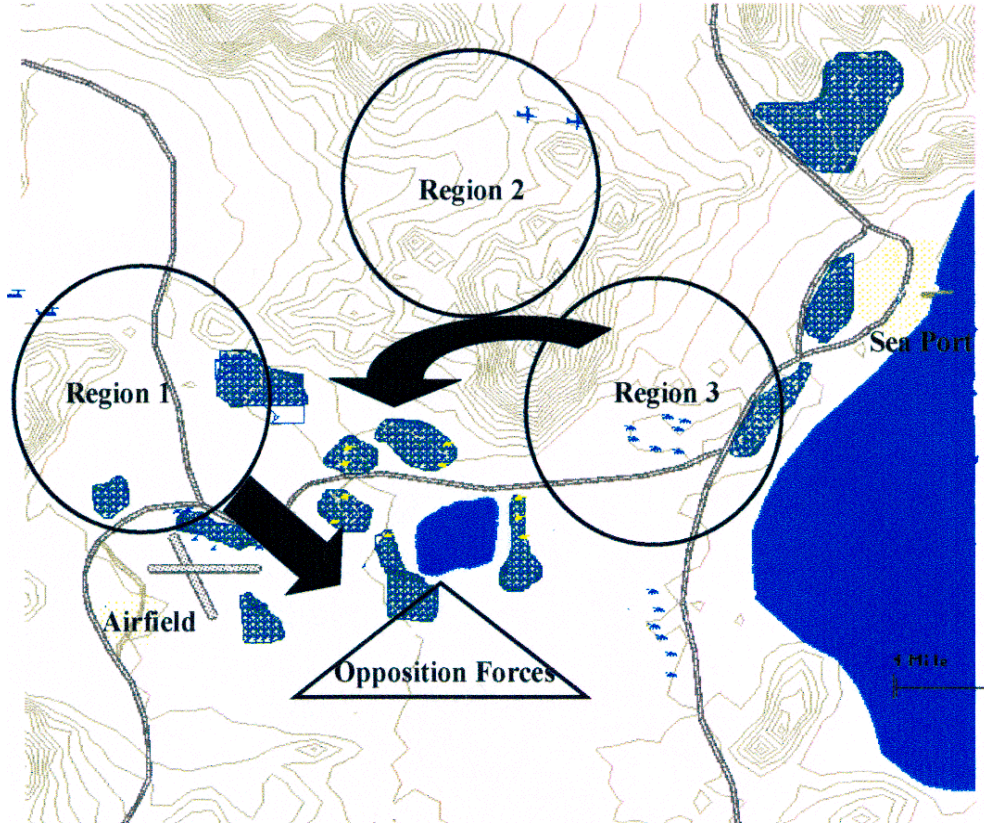 Region 2
Sea Port
Region 1
Region 3
Airfield
Opposition Forces